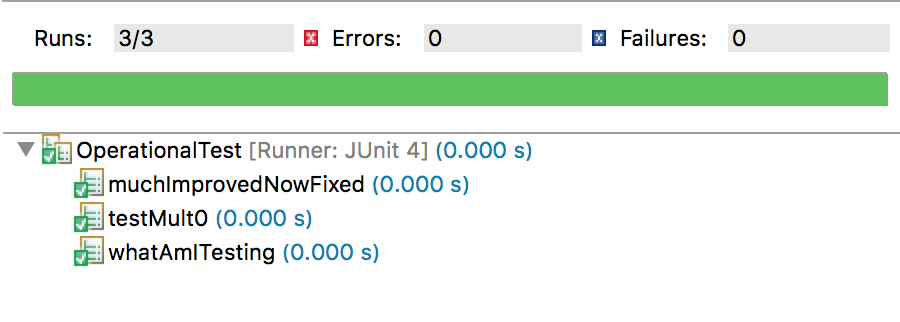 Runs: 3/3 Errors: 0 Failures: 0
OperationalTest [Runner: JUnit 4] (0.000 s)
muchImprovedNowFixed (0.000 s)
testMult0 (0.000 s)
whatAmITesting (0.000 s)